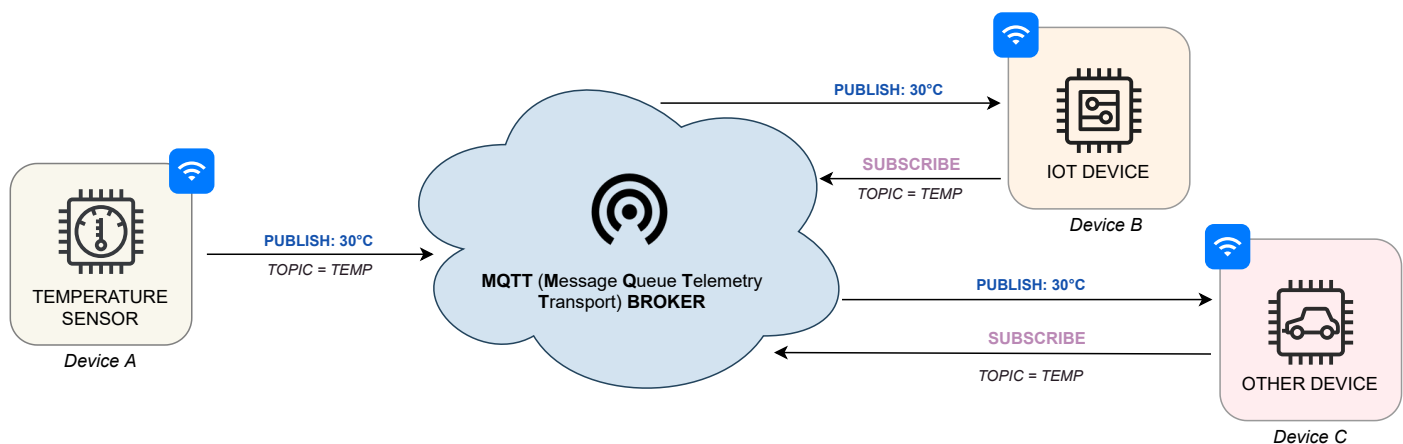 PUBLISH: 30°C
SUBSCRIBE
TOPIC = TEMP
IOT DEVICE
Device B
PUBLISH: 30°C
TOPIC = TEMP
TEMPERATURE
SENSOR
Device A
MQTT (Message Queue Telemetry
Transport) BROKER
PUBLISH: 30°C
SUBSCRIBE
TOPIC = TEMP
OTHER DEVICE
Device C